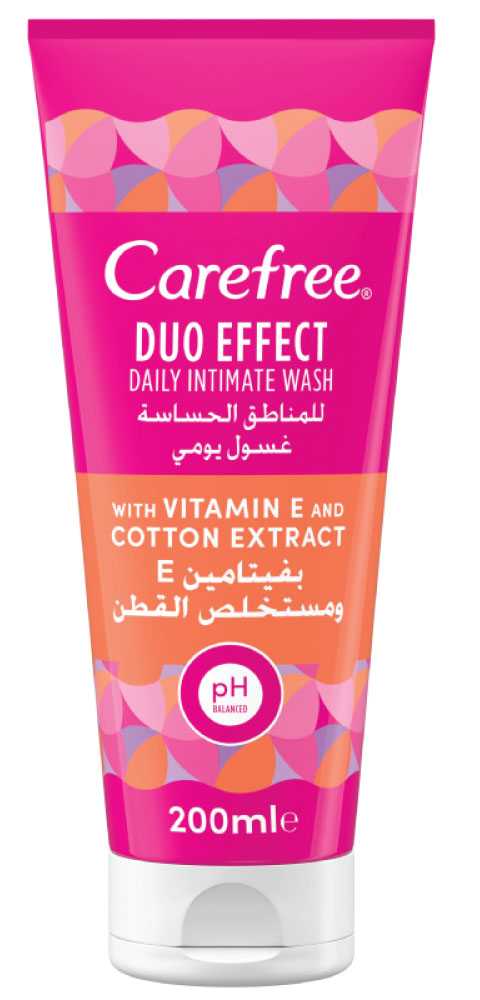 Carefree®
DUO EFFECT
DAILY INTIMATE WASH
للمناطق الحساسة
غسول يومي
WITH VITAMIN E AND
COTTON EXTRACT
بفيتامين E
ومستخلص القطن
pH
BALANCED
200ml℮